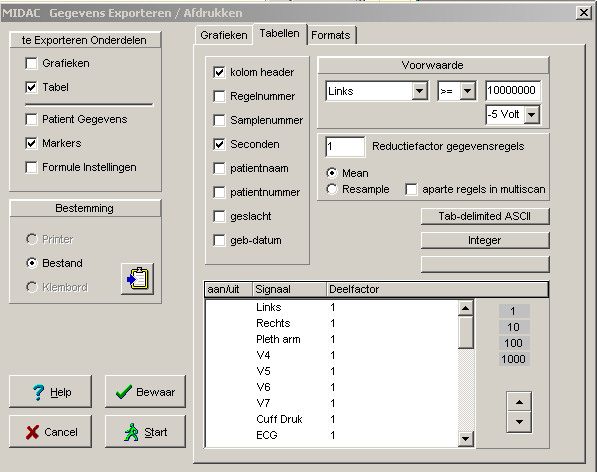 MIDAC Gegevens Exporteren / Afdrukken
te Exporteren Onderdelen
Grafieken
Tabel
Patient Gegevens
Markers
Formule Instellingen
Bestemming
Printer
Bestand
Klembord
Help
Bewaar
Cancel
Start
Grafieken Tabellen Formats
kolom header
Regelnummer
Samplenummer
Seconden
patientnaam
patientnummer
geslacht
geb-datum
Voorwaarde
Links >= 10000000
-5 Volt
1 Reductiefactor gegevensregels
Mean
Resample aparte regels in multiscan
Tab-delimited ASCII
Integer
aan/uit Signaal Deelfactor
Links 1
Rechts 1
Pleth arm 1
V4 1
V5 1
V6 1
V7 1
Cuff Druk 1
ECG 1
1
10
100
1000